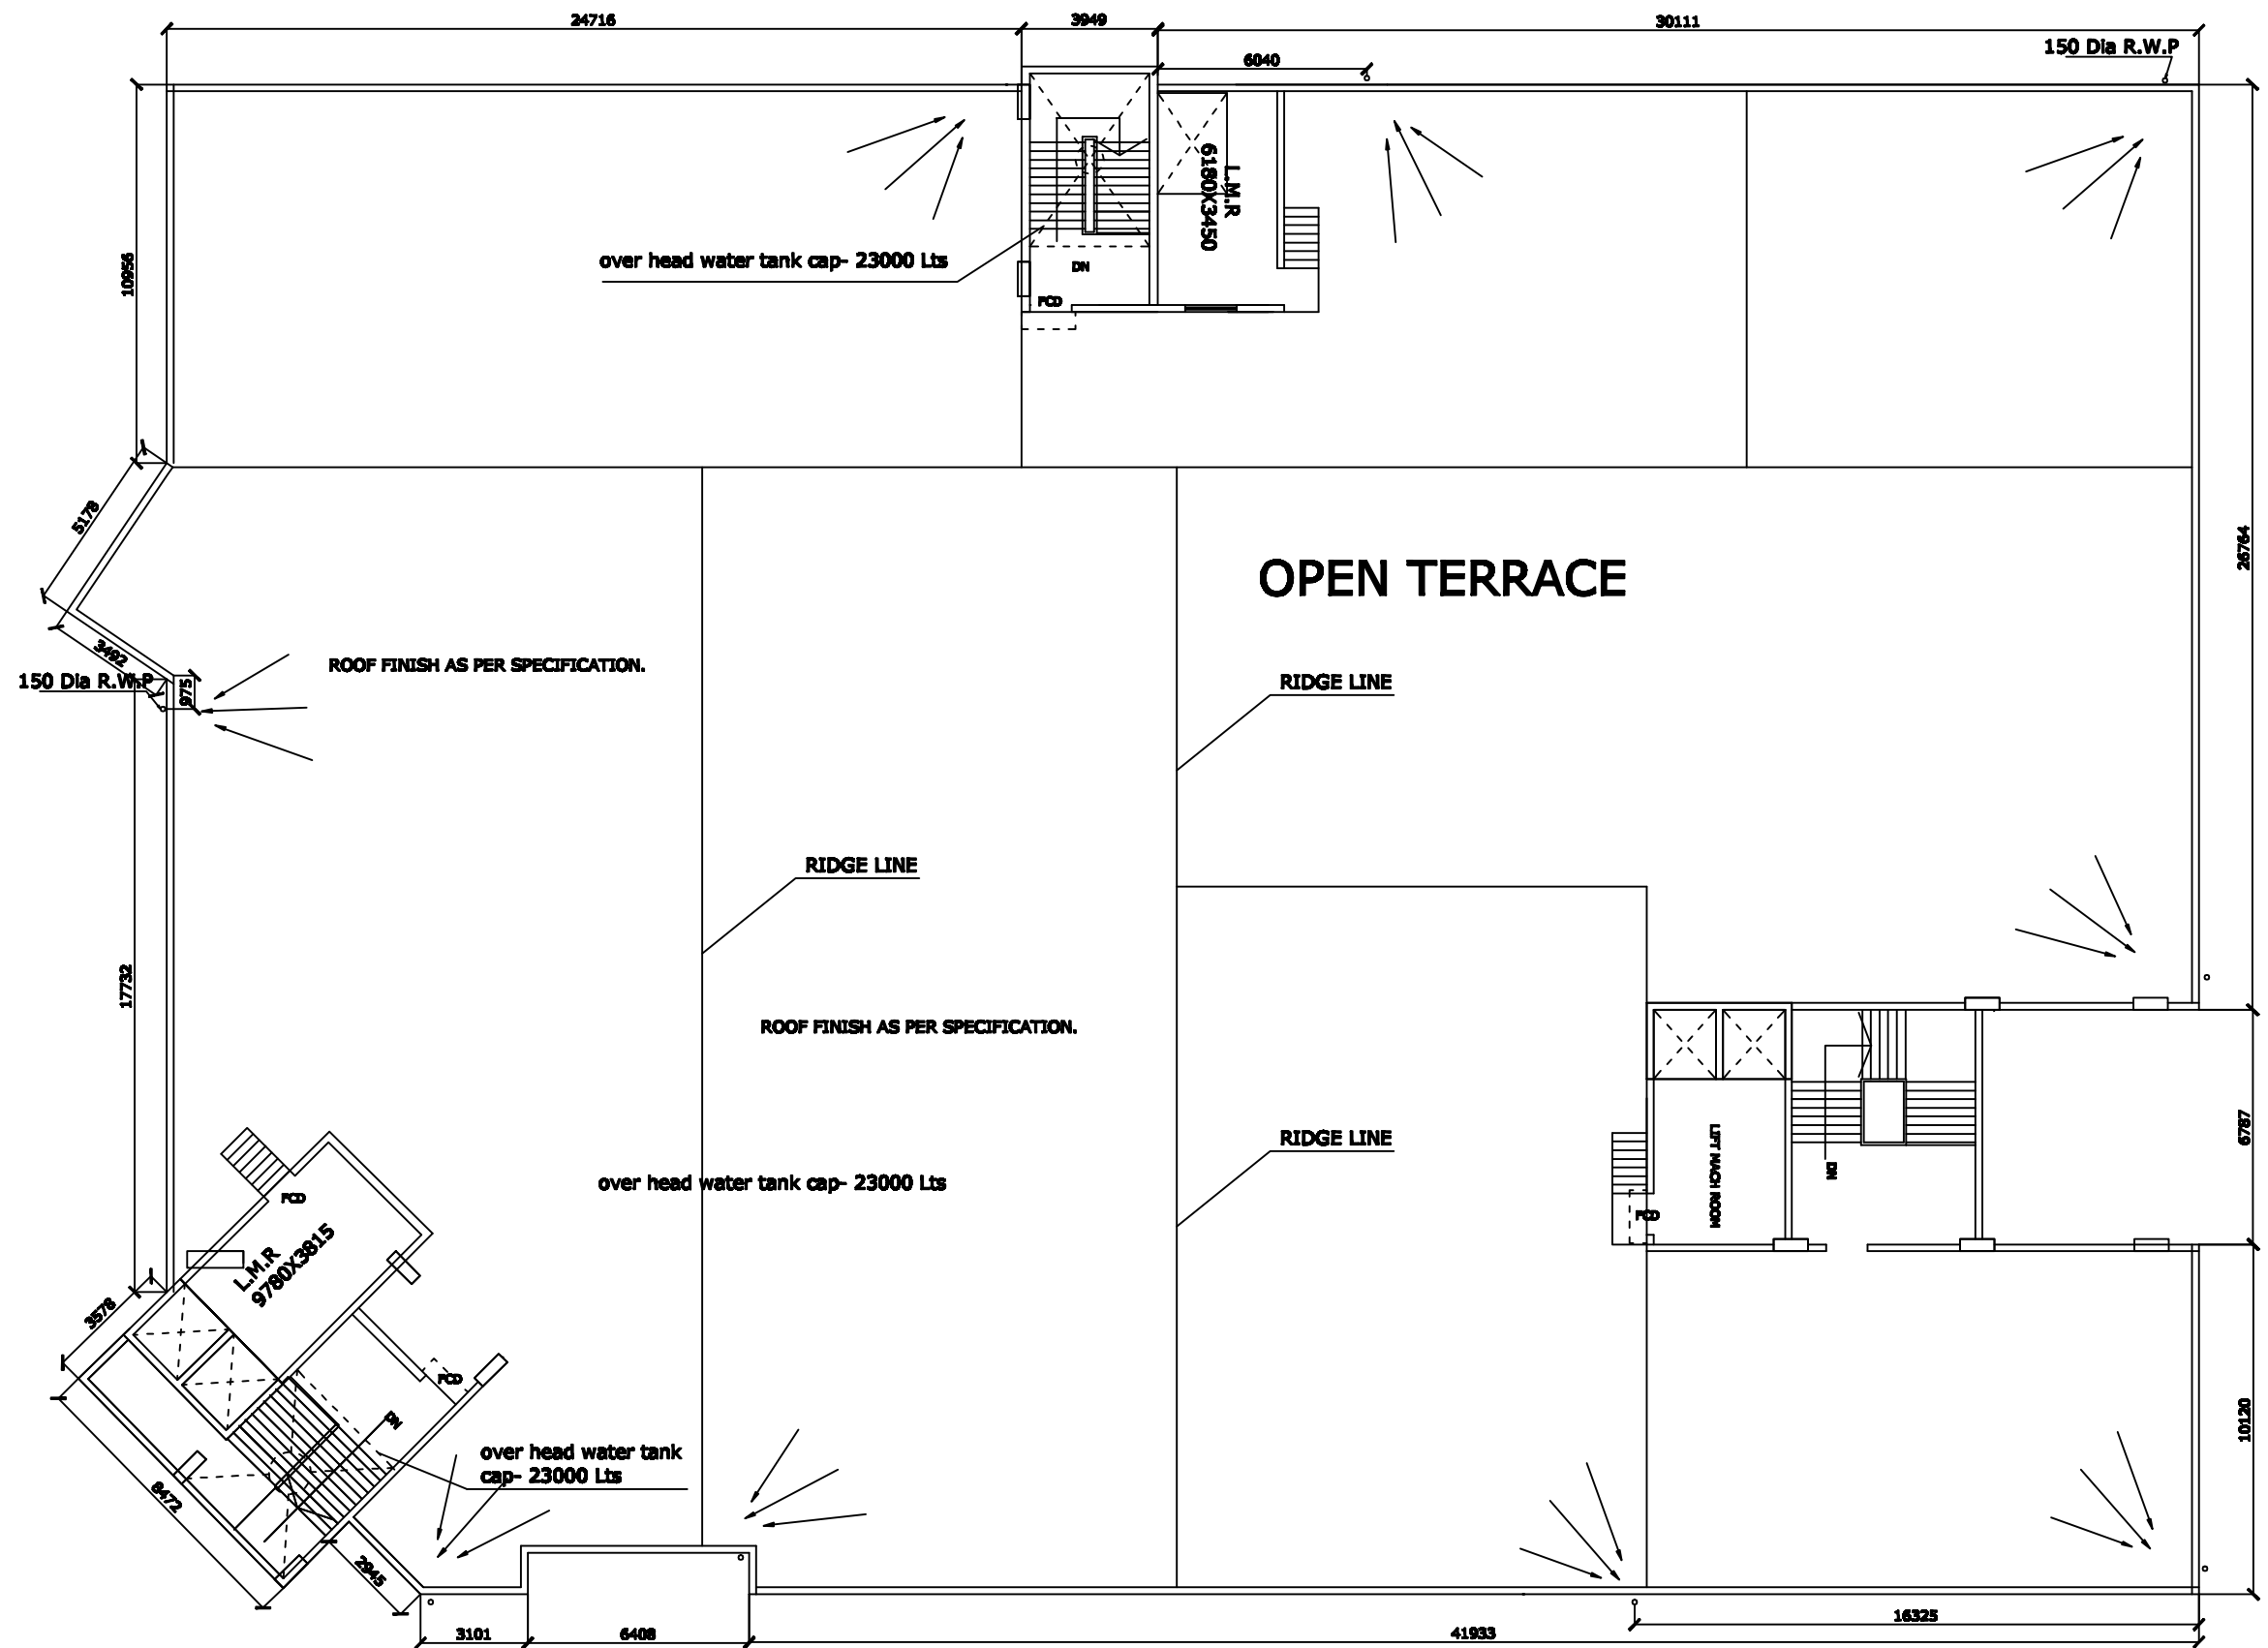 24716
3949
30111
6040
150 Dia R.W.P
L.M.R
6180X3450
over head water tank cap- 23000 Lts
DN
FCD
10956
5178
26764
OPEN TERRACE
3492
ROOF FINISH AS PER SPECIFICATION.
150 Dia R.W.P
975
RIDGE LINE
RIDGE LINE
17732
ROOF FINISH AS PER SPECIFICATION.
RIDGE LINE
6787
LIFT MACH ROOM
DN
over head water tank cap- 23000 Lts
FCD
FCD
L.M.R
9780X3815
3578
FCD
DN
10120
over head water tank
cap- 23000 Lts
8472
2945
16325
3101
6408
41933